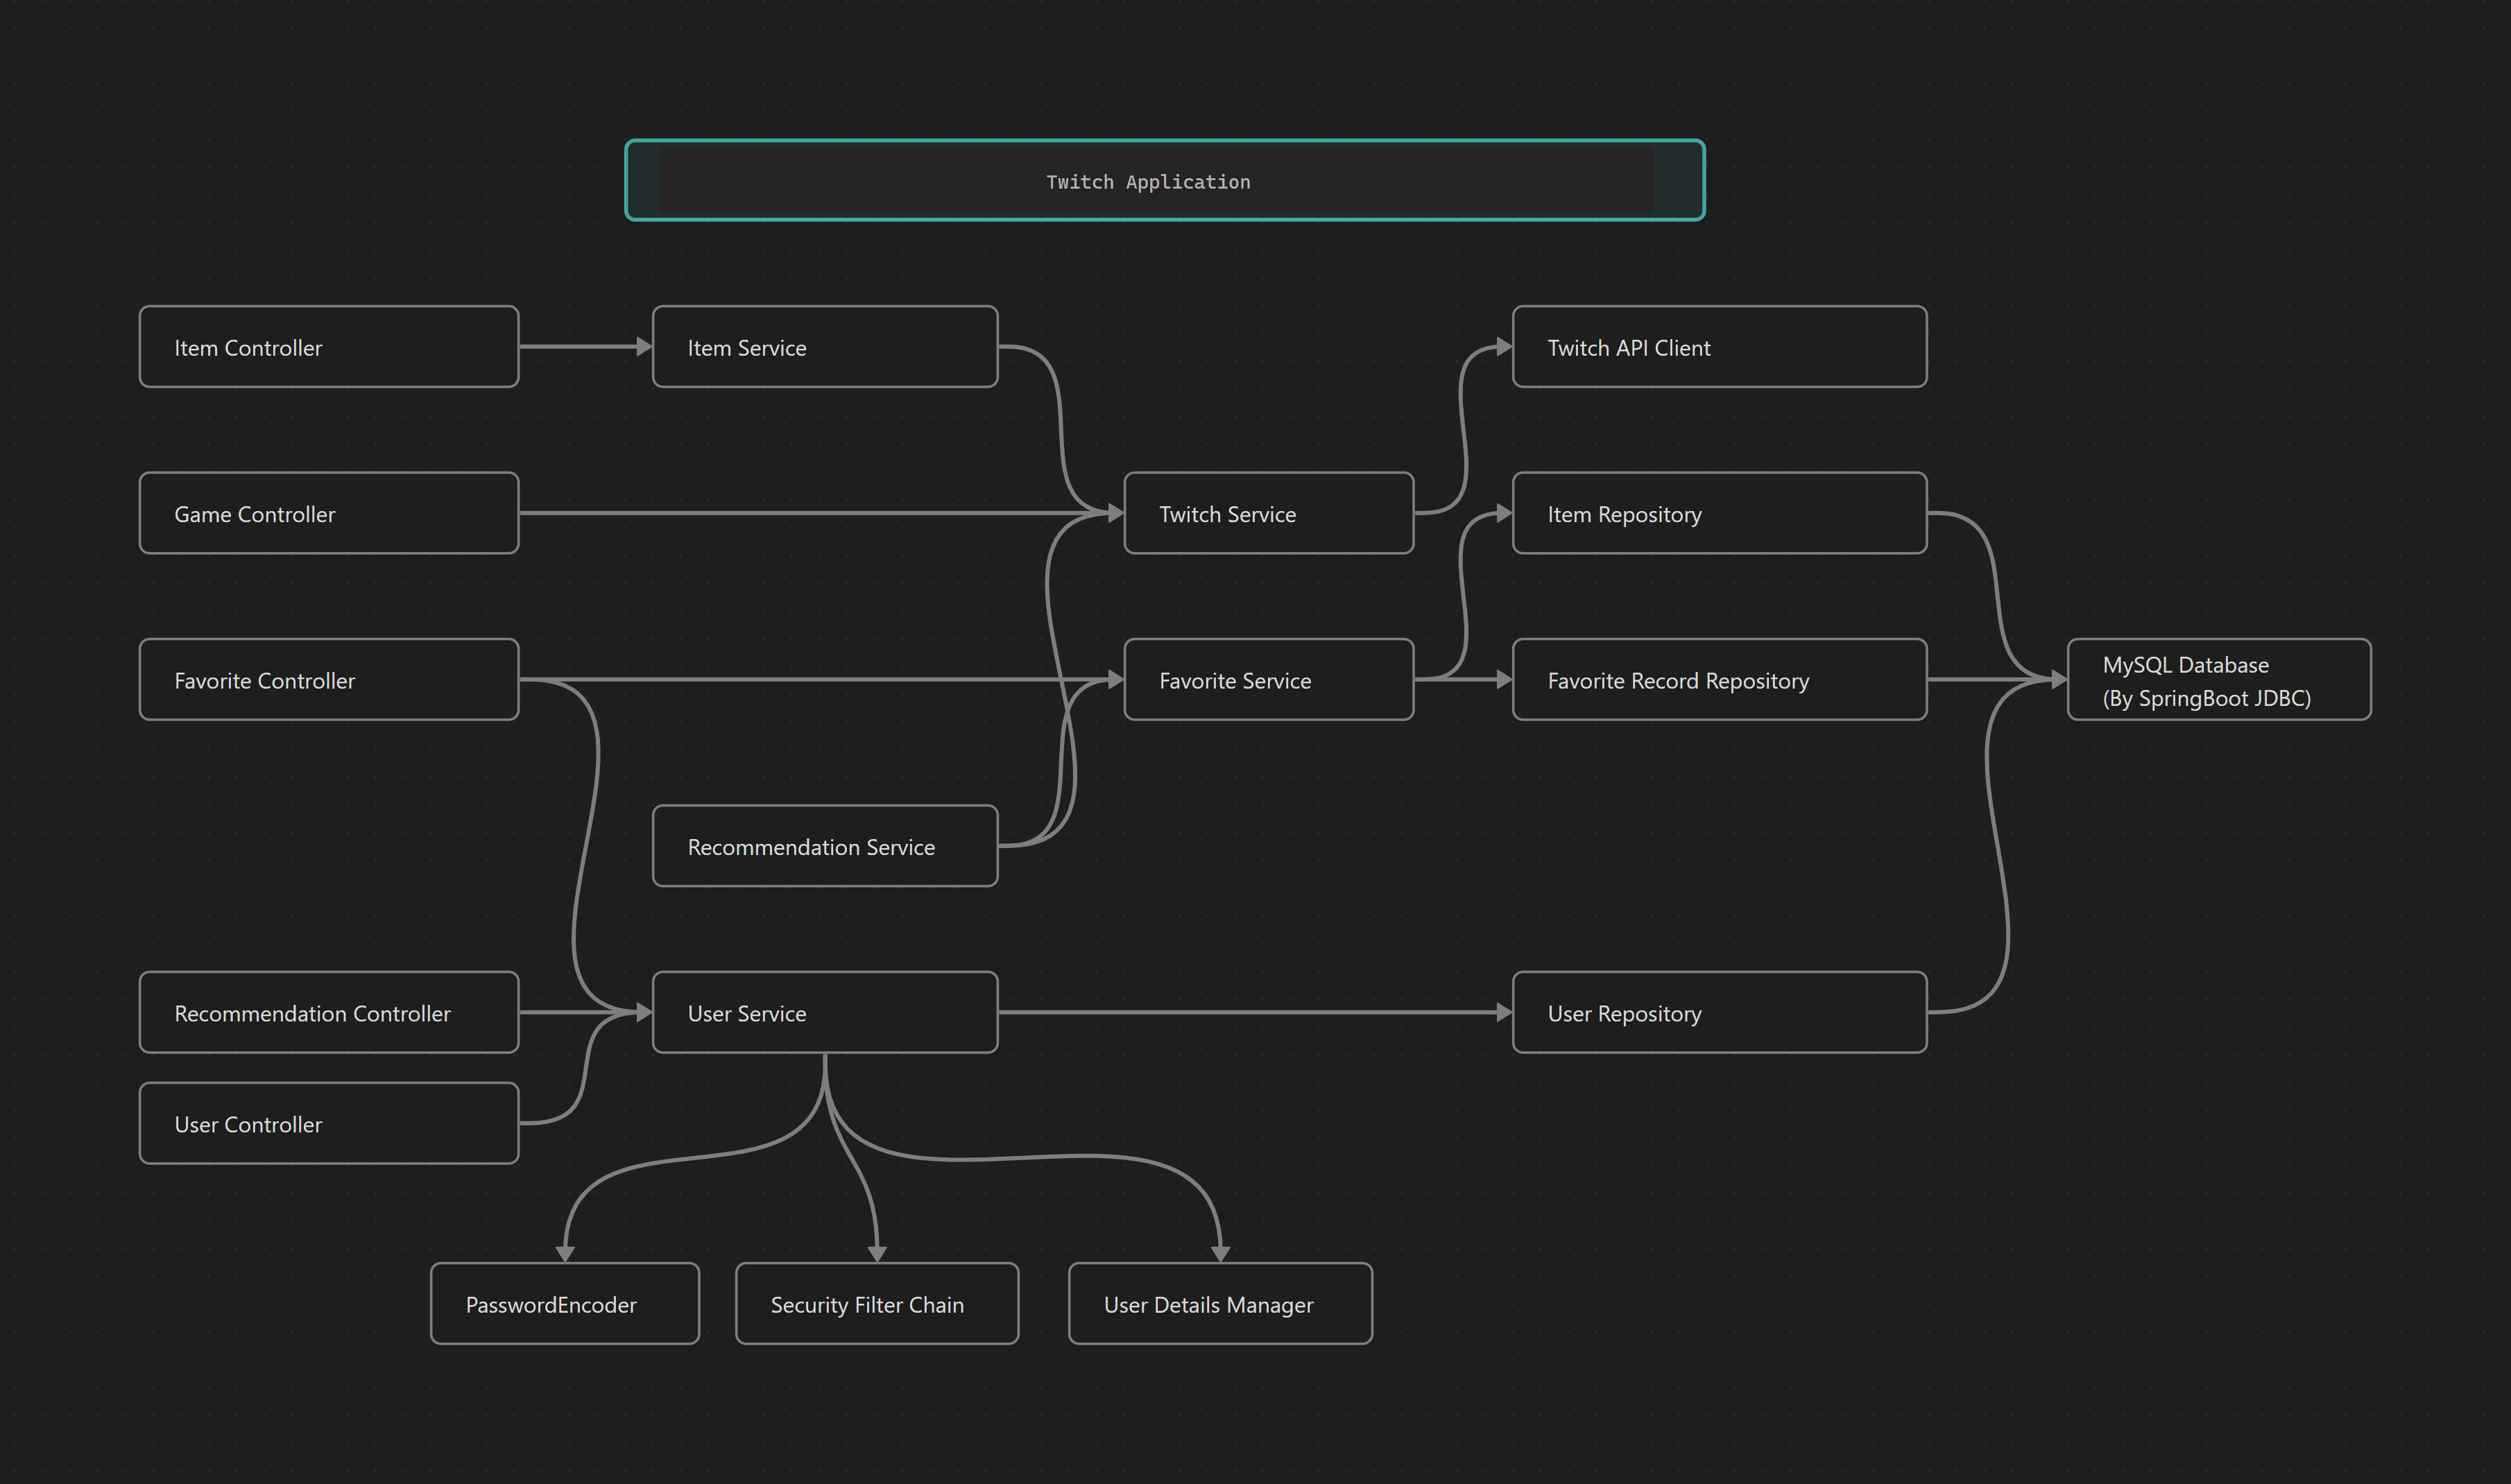 Twitch Application
Item Controller
Item Service
Twitch API Client
Game Controller
Twitch Service
Item Repository
Favorite Controller
Favorite Service
Favorite Record Repository
MySQL Database
(By SpringBoot JDBC)
Recommendation Service
Recommendation Controller
User Service
User Repository
User Controller
PasswordEncoder
Security Filter Chain
User Details Manager